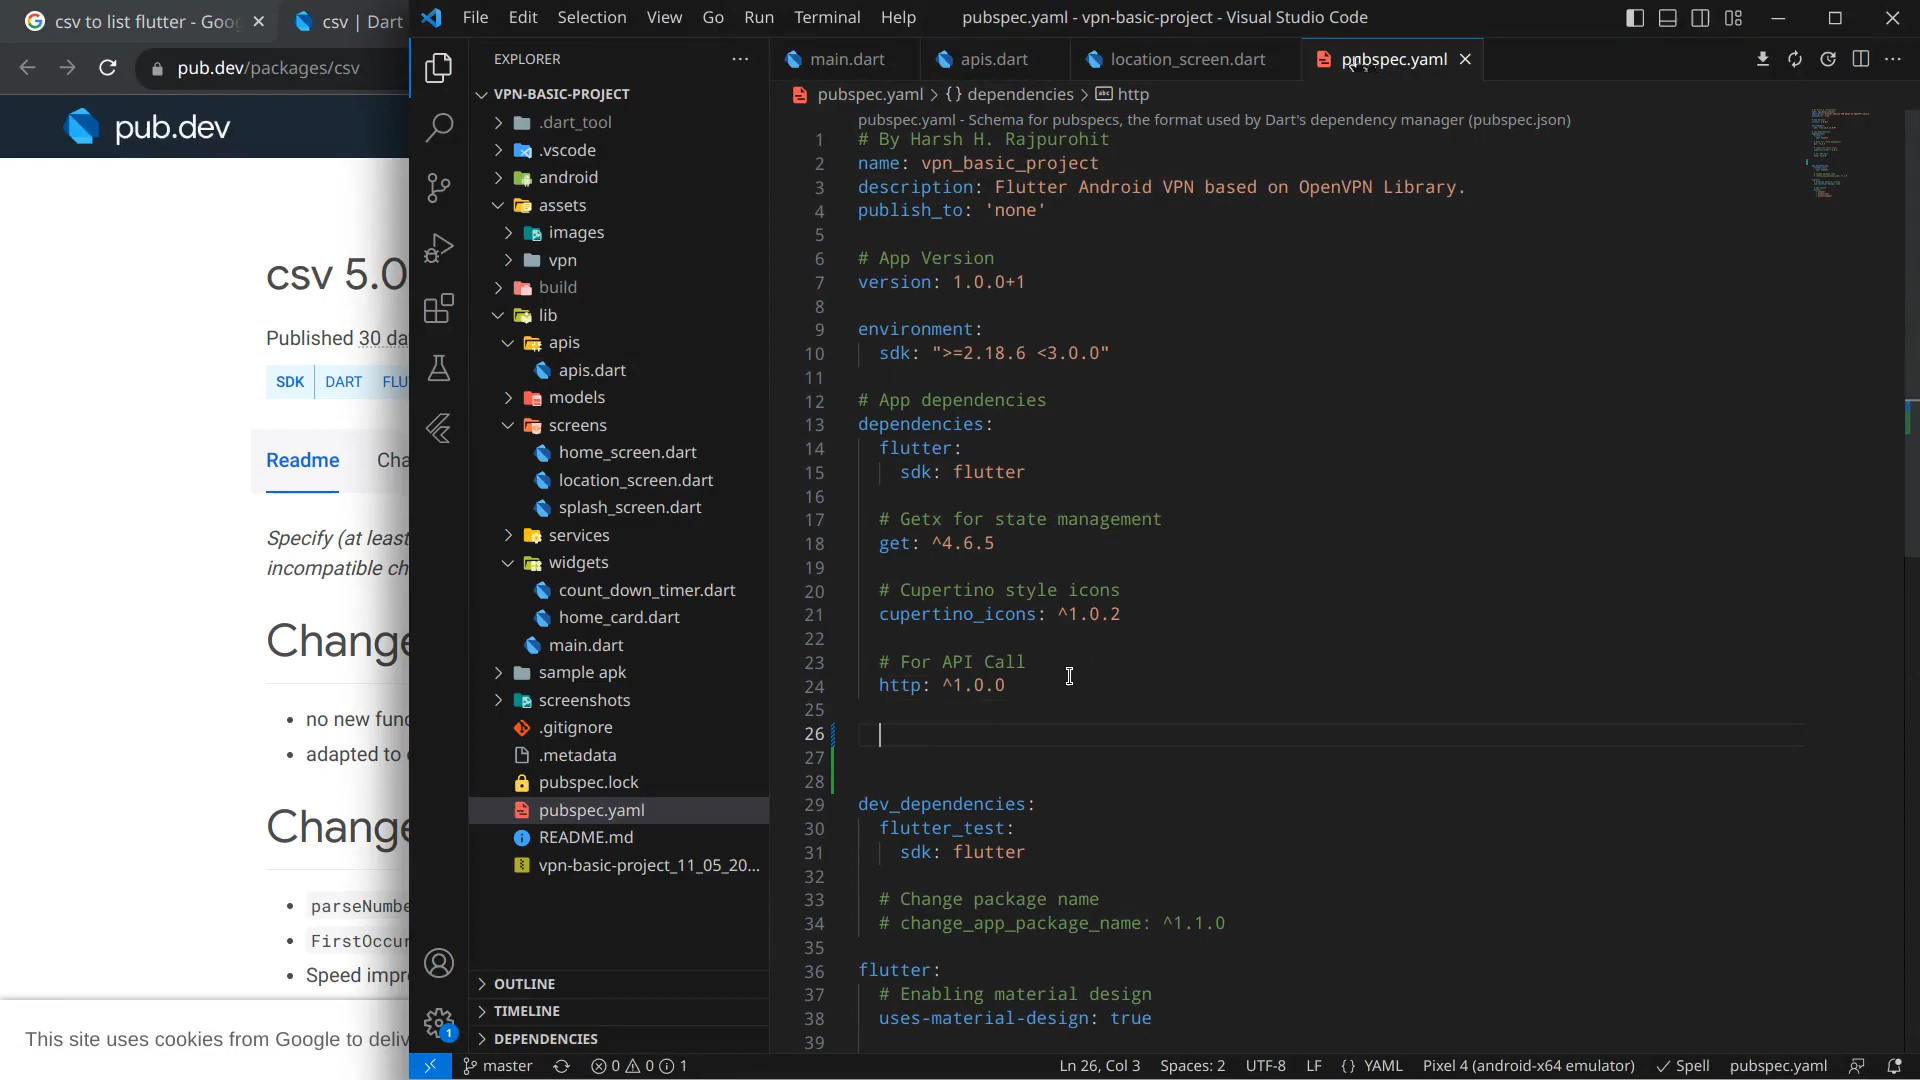 csv to list flutter - Goo
csv | Dart
pub.dev/packages/csv
pub.dev
csv 5.0
Published 30 da
SDK DART FLU
Readme Cha
Specify (at least
incompatible ch
Change
no new func
adapted to
Change
parseNumbe
FirstOccur
Speed impr
This site uses cookies from Google to deliv
File Edit Selection View Go Run Terminal Help
pubspec.yaml - vpn-basic-project - Visual Studio Code
EXPLORER
VPN-BASIC-PROJECT
.dart_tool
.vscode
android
assets
images
vpn
build
lib
apis
apis.dart
models
screens
home_screen.dart
location_screen.dart
splash_screen.dart
services
widgets
count_down_timer.dart
home_card.dart
main.dart
sample apk
screenshots
.gitignore
.metadata
pubspec.lock
pubspec.yaml
README.md
vpn-basic-project_11_05_20...
OUTLINE
TIMELINE
DEPENDENCIES
1
main.dart
apis.dart
location_screen.dart
pubspec.yaml
pubspec.yaml > {} dependencies > abc http
pubspec.yaml - Schema for pubspecs, the format used by Dart's dependency manager (pubspec.json)
1 # By Harsh H. Rajpurohit
2 name: vpn_basic_project
3 description: Flutter Android VPN based on OpenVPN Library.
4 publish_to: 'none'
5
6 # App Version
7 version: 1.0.0+1
8
9 environment:
10 sdk: ">=2.18.6 <3.0.0"
11
12 # App dependencies
13 dependencies:
14 flutter:
15 sdk: flutter
16
17 # Getx for state management
18 get: ^4.6.5
19
20 # Cupertino style icons
21 cupertino_icons: ^1.0.2
22
23 # For API Call
24 http: ^1.0.0
25
26
27
28
29 dev_dependencies:
30 flutter_test:
31 sdk: flutter
32
33 # Change package name
34 # change_app_package_name: ^1.1.0
35
36 flutter:
37 # Enabling material design
38 uses-material-design: true
39
master 0 0 1 Ln 26, Col 3 Spaces: 2 UTF-8 LF {} YAML Pixel 4 (android-x64 emulator) Spell pubspec.yaml